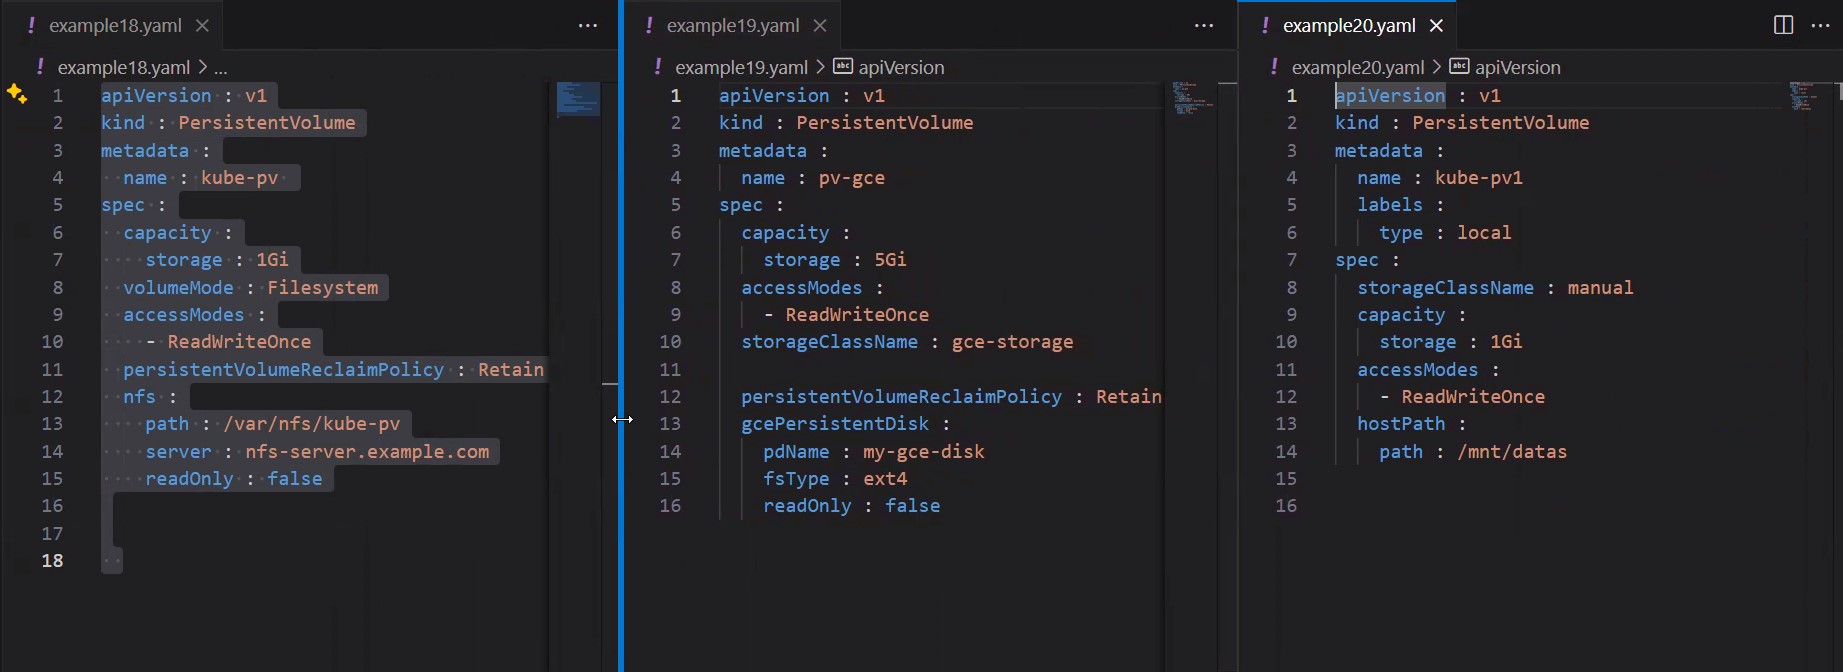 example18.yaml
example18.yaml > ...
1 apiVersion : v1
2 kind : PersistentVolume
3 metadata :
4 name : kube-pv
5 spec :
6 capacity :
7 storage : 1Gi
8 volumeMode : Filesystem
9 accessModes :
10 - ReadWriteOnce
11 persistentVolumeReclaimPolicy : Retain
12 nfs :
13 path : /var/nfs/kube-pv
14 server : nfs-server.example.com
15 readOnly : false
16
17
18
example19.yaml
example19.yaml > abc apiVersion
1 apiVersion : v1
2 kind : PersistentVolume
3 metadata :
4 name : pv-gce
5 spec :
6 capacity :
7 storage : 5Gi
8 accessModes :
9 - ReadWriteOnce
10 storageClassName : gce-storage
11
12 persistentVolumeReclaimPolicy : Retain
13 gcePersistentDisk :
14 pdName : my-gce-disk
15 fsType : ext4
16 readOnly : false
example20.yaml
example20.yaml > abc apiVersion
1 apiVersion : v1
2 kind : PersistentVolume
3 metadata :
4 name : kube-pv1
5 labels :
6 type : local
7 spec :
8 storageClassName : manual
9 capacity :
10 storage : 1Gi
11 accessModes :
12 - ReadWriteOnce
13 hostPath :
14 path : /mnt/datas
15
16